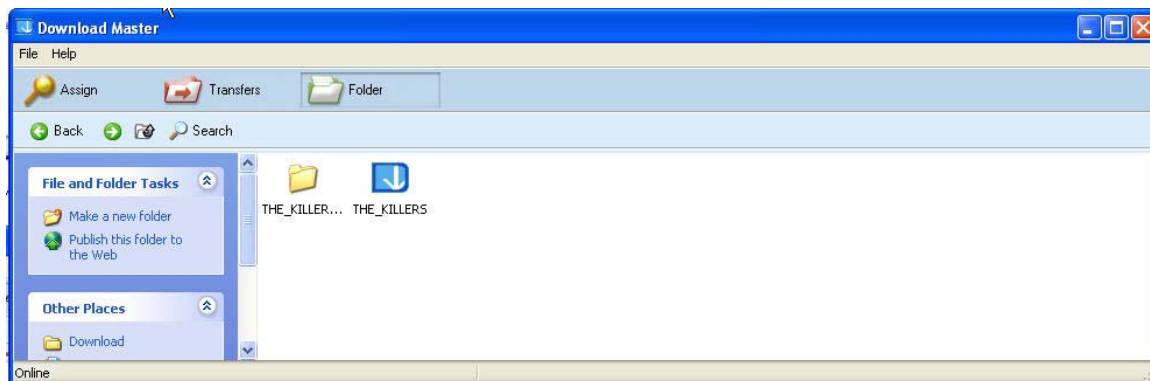 Download Master
File Help
Assign Transfers Folder
Back Search
File and Folder Tasks
Make a new folder
Publish this folder to
the Web
Other Places
Download
THE_KILLER... THE_KILLERS
Online